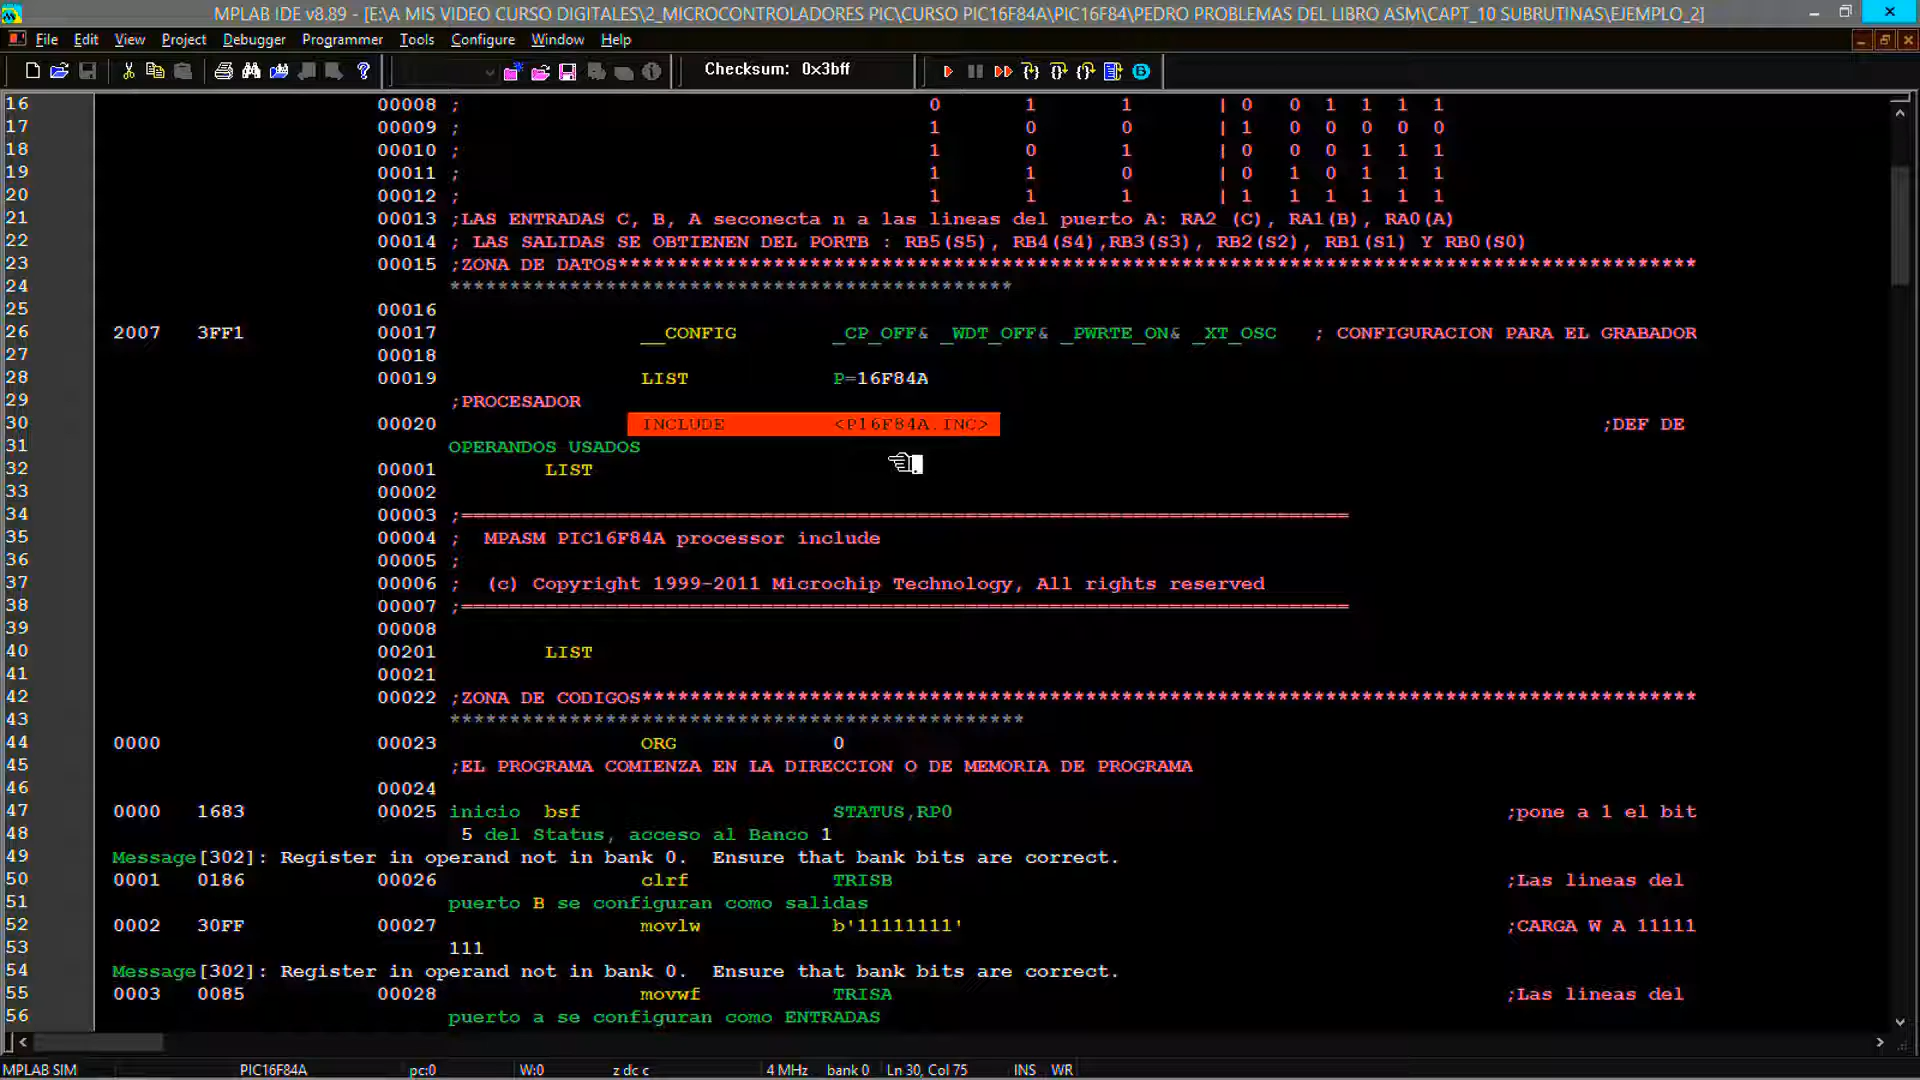 MPLAB IDE v8.89 - [E:\A MIS VIDEO CURSO DIGITALES\2_MICROCONTROLADORES PIC\CURSO PIC16F84A\PIC16F84\PEDRO PROBLEMAS DEL LIBRO ASM\CAPT_10 SUBRUTINAS\EJEMPLO_2]
File Edit View Project Debugger Programmer Tools Configure Window Help
Checksum: 0x3bff
16 00008 ; 0 1 1 | 0 0 1 1 1 1
17 00009 ; 1 0 0 | 1 0 0 0 0 0
18 00010 ; 1 0 1 | 0 0 0 1 1 1
19 00011 ; 1 1 0 | 0 1 0 1 1 1
20 00012 ; 1 1 1 | 1 1 1 1 1 1
21 00013 ;LAS ENTRADAS C, B, A seconecta n a las lineas del puerto A: RA2 (C), RA1(B), RA0(A)
22 00014 ; LAS SALIDAS SE OBTIENEN DEL PORTB : RB5(S5), RB4(S4),RB3(S3), RB2(S2), RB1(S1) Y RB0(S0)
23 00015 ;ZONA DE DATOS****************************************************************************************
24 ***********************************************
25 00016
26 2007 3FF1 00017 __CONFIG _CP_OFF& _WDT_OFF& _PWRTE_ON& _XT_OSC ; CONFIGURACION PARA EL GRABADOR
27 00018
28 00019 LIST P=16F84A
29 ;PROCESADOR
30 00020 INCLUDE <P16F84A.INC> ;DEF DE
31 OPERANDOS USADOS
32 00001 LIST
33 00002
34 00003 ;==========================================================================
35 00004 ; MPASM PIC16F84A processor include
36 00005 ;
37 00006 ; (c) Copyright 1999-2011 Microchip Technology, All rights reserved
38 00007 ;==========================================================================
39 00008
40 00201 LIST
41 00021
42 00022 ;ZONA DE CODIGOS****************************************************************************************
43 ************************************************
44 0000 00023 ORG 0
45 ;EL PROGRAMA COMIENZA EN LA DIRECCION O DE MEMORIA DE PROGRAMA
46 00024
47 0000 1683 00025 inicio bsf STATUS,RP0 ;pone a 1 el bit
48 5 del Status, acceso al Banco 1
49 Message[302]: Register in operand not in bank 0. Ensure that bank bits are correct.
50 0001 0186 00026 clrf TRISB ;Las lineas del
51 puerto B se configuran como salidas
52 0002 30FF 00027 movlw b'11111111' ;CARGA W A 11111
53 111
54 Message[302]: Register in operand not in bank 0. Ensure that bank bits are correct.
55 0003 0085 00028 movwf TRISA ;Las lineas del
56 puerto a se configuran como ENTRADAS
MPLAB SIM PIC16F84A pc:0 W:0 z dc c 4 MHz bank 0 Ln 30, Col 75 INS WR